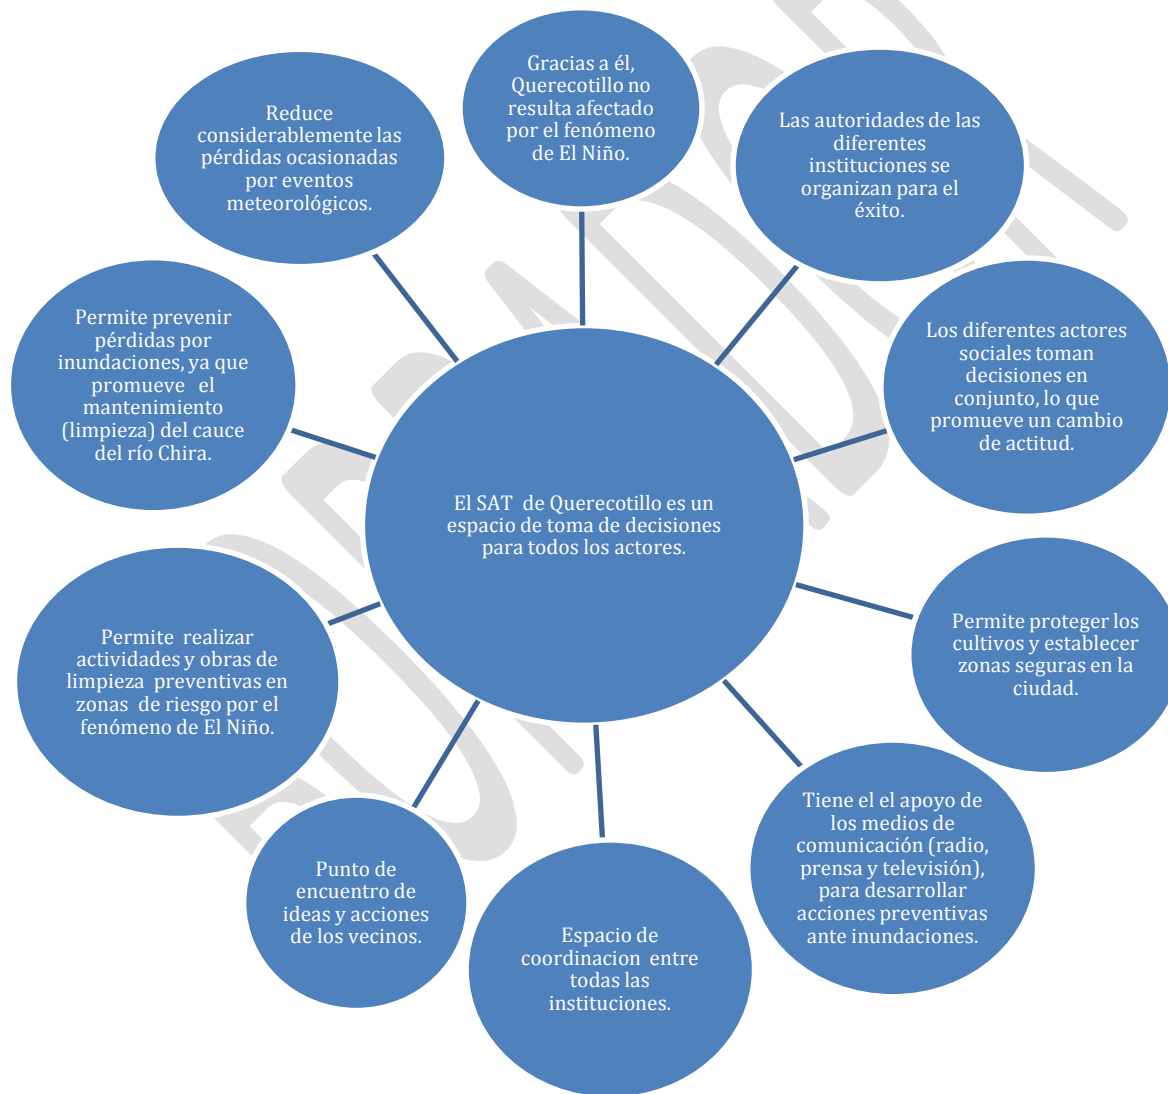 Gracias a él,
Querecotillo no
resulta afectado
por el fenómeno
de El Niño.
Las autoridades de las
diferentes
instituciones se
organizan para el
éxito.
Los diferentes actores
sociales toman
decisiones en
conjunto, lo que
promueve un cambio
de actitud.
Permite proteger los
cultivos y establecer
zonas seguras en la
ciudad.
Tiene el el apoyo de
los medios de
comunicación (radio,
prensa y televisión),
para desarrollar
acciones preventivas
ante inundaciones.
Espacio de
coordinacion entre
todas las
instituciones.
Punto de
encuentro de
ideas y acciones
de los vecinos.
Permite realizar
actividades y obras de
limpieza preventivas en
zonas de riesgo por el
fenómeno de El Niño.
Permite prevenir
pérdidas por
inundaciones, ya que
promueve el
mantenimiento
(limpieza) del cauce
del río Chira.
Reduce
considerablemente las
pérdidas ocasionadas
por eventos
meteorológicos.
El SAT de Querecotillo es un
espacio de toma de decisiones
para todos los actores.